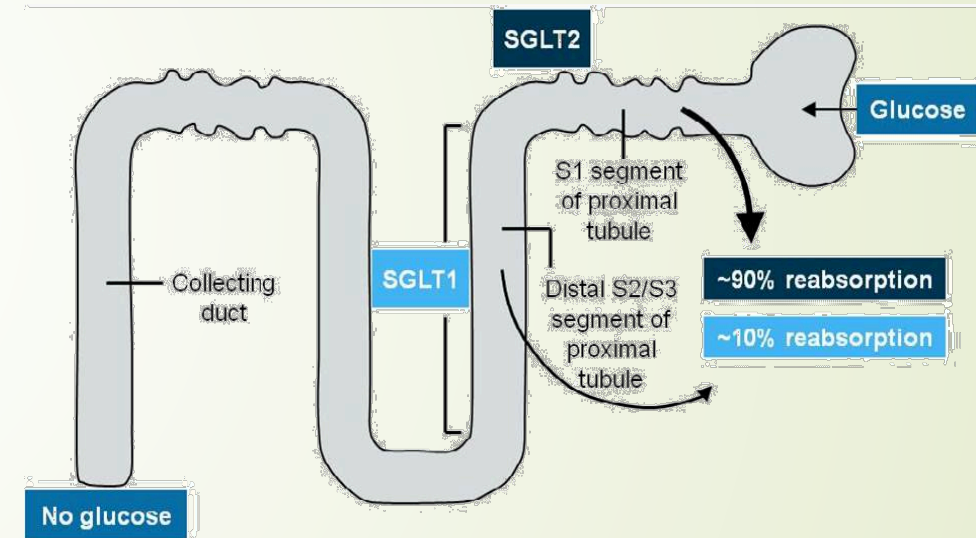 SGLT2
Glucose
S1 segment
of proximal
tubule
SGLT1
Collecting
duct
Distal S2/S3
segment of
proximal
tubule
~90% reabsorption
~10% reabsorption
No glucose